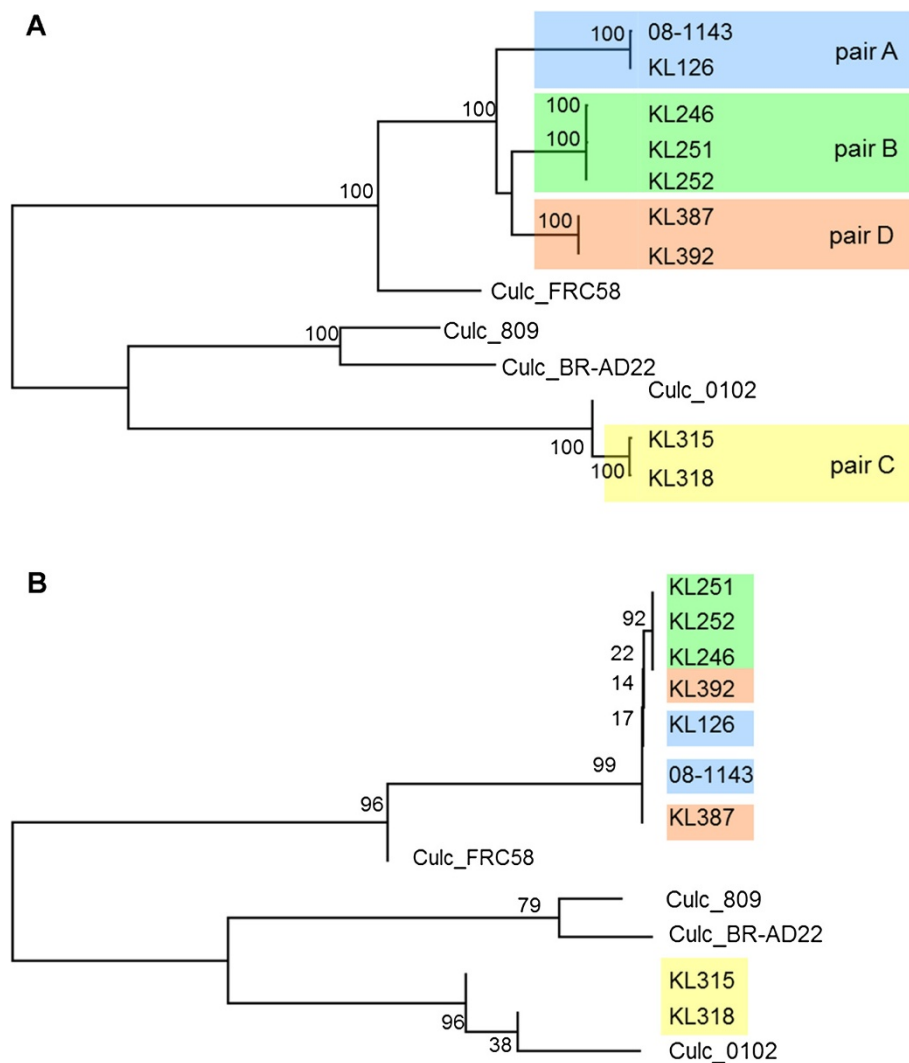 A
100
08-1143
KL126
pair A
100
100
KL246
100
KL251
KL252
pair B
100
100
KL387
KL392
pair D
Culc_FRC58
100
Culc_809
Culc_BR-AD22
Culc_0102
100
KL315
100
KL318
pair C
B
KL251
92
KL252
22
KL246
14
KL392
17
KL126
99
08-1143
96
KL387
Culc_FRC58
79
Culc_809
Culc_BR-AD22
KL315
96
KL318
38
Culc_0102